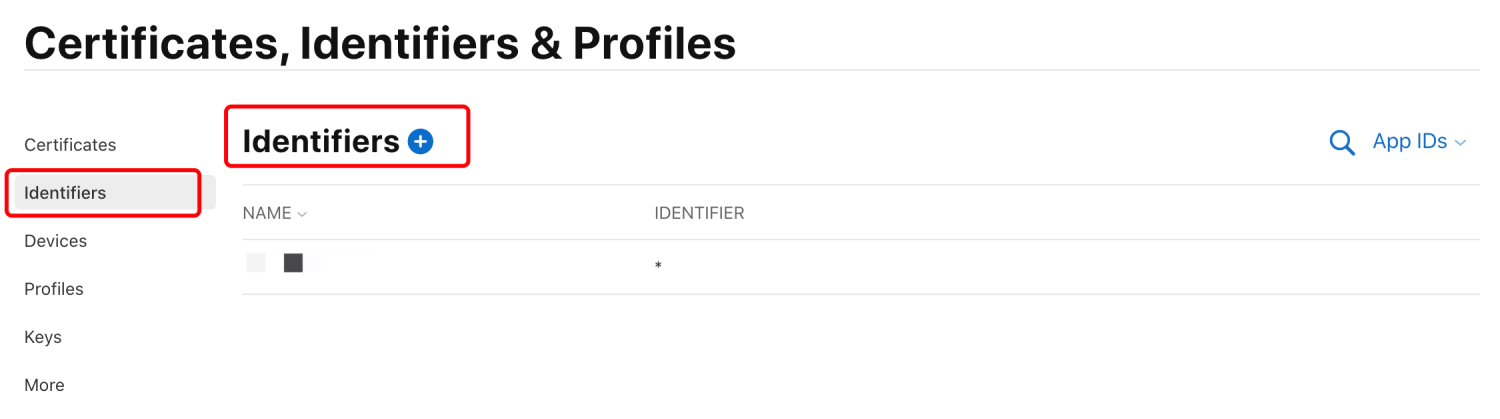 Certificates, Identifiers & Profiles
Certificates
Identifiers
Devices
Profiles
Keys
More
Identifiers
App IDs
NAME
IDENTIFIER
*